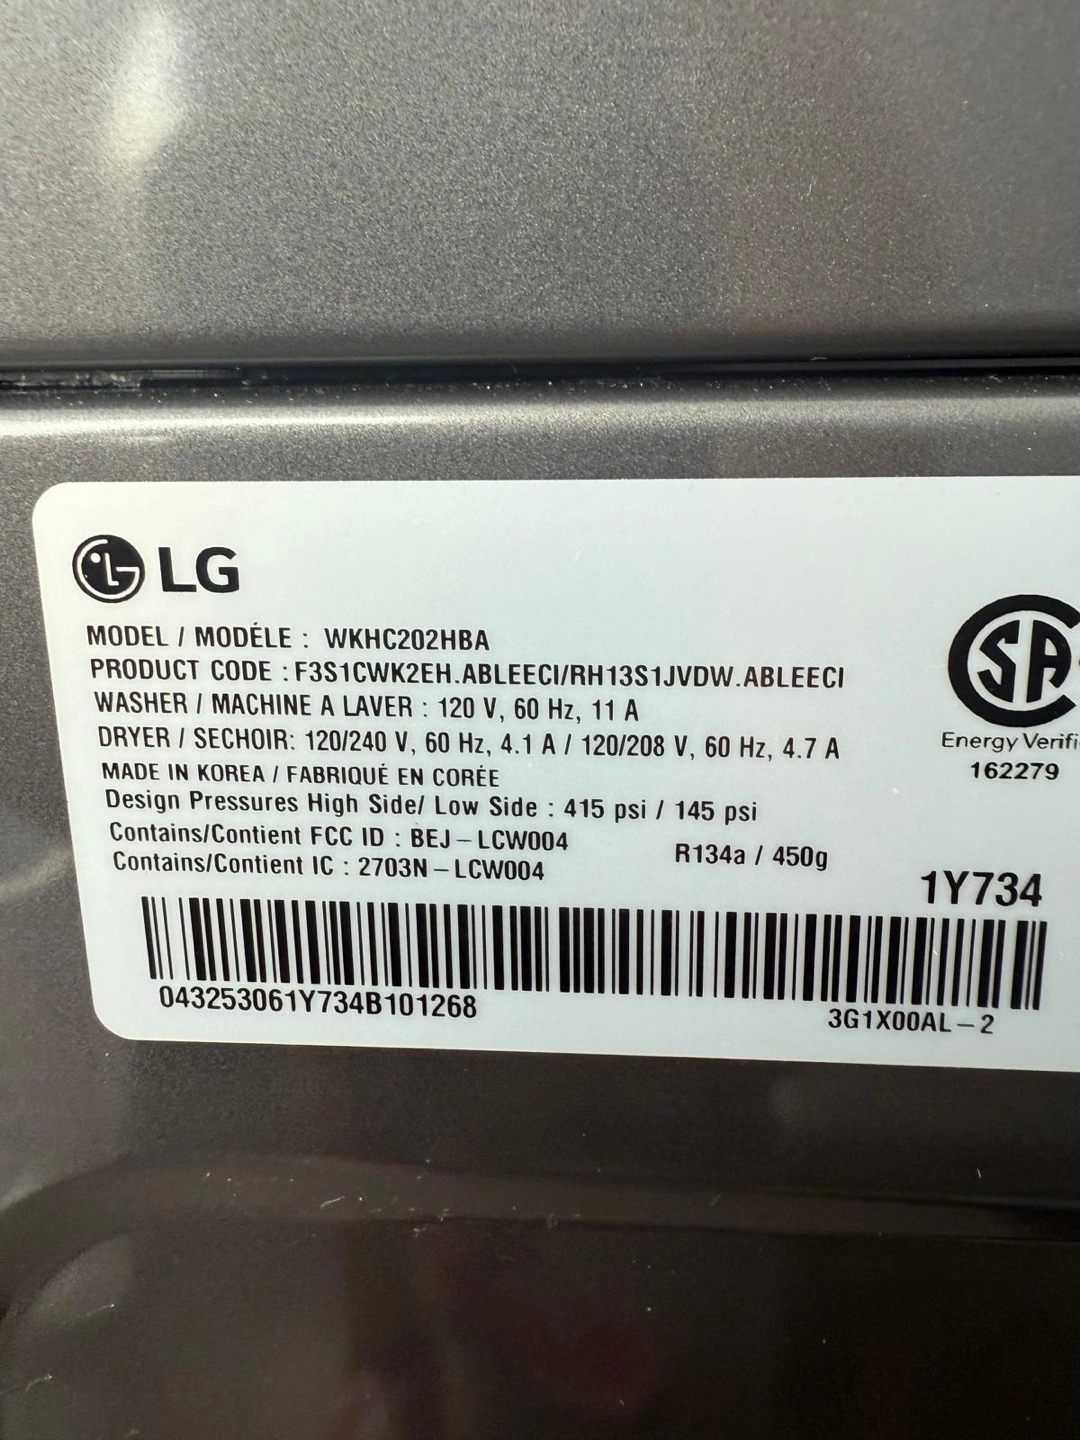 LG
MODEL / MODÉLE : WKHC202HBA
PRODUCT CODE : F3S1CWK2EH.ABLEECI/RH13S1JVDW.ABLEECI
WASHER / MACHINE A LAVER : 120 V, 60 Hz, 11 A
DRYER / SECHOIR: 120/240 V, 60 Hz, 4.1 A / 120/208 V, 60 Hz, 4.7 A
MADE IN KOREA / FABRIQUÉ EN CORÉE
Design Pressures High Side/ Low Side : 415 psi / 145 psi
Contains/Contient FCC ID : BEJ–LCW004
Contains/Contient IC : 2703N–LCW004
R134a / 450g
SA
Energy Verifi
162279
1Y734
043253061Y734B101268
3G1X00AL–2